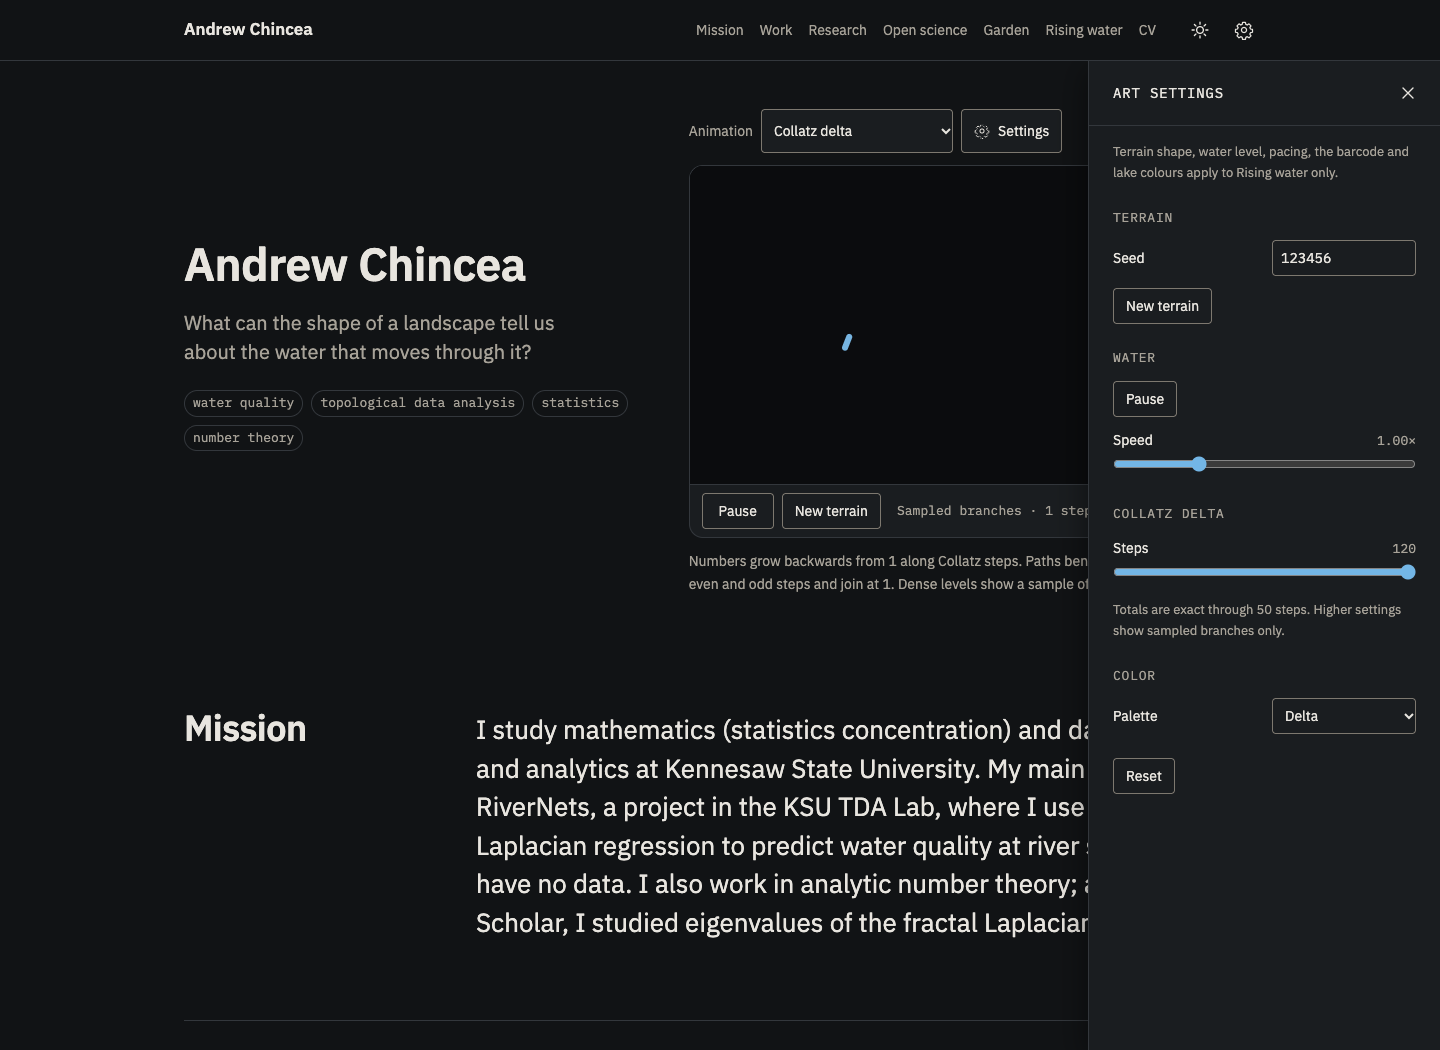 Andrew Chincea
Mission Work Research Open science Garden Rising water CV
Animation Collatz delta Settings
Andrew Chincea
What can the shape of a landscape tell us
about the water that moves through it?
water quality topological data analysis statistics
number theory
Pause New terrain Sampled branches · 1 step
Numbers grow backwards from 1 along Collatz steps. Paths
even and odd steps and join at 1. Dense levels show a sample
Mission
I study mathematics (statistics concentration) and
and analytics at Kennesaw State University. My main
RiverNets, a project in the KSU TDA Lab, where I use
Laplacian regression to predict water quality at river
have no data. I also work in analytic number theory;
Scholar, I studied eigenvalues of the fractal Laplacian
ART SETTINGS
Terrain shape, water level, pacing, the barcode and
lake colours apply to Rising water only.
TERRAIN
Seed 123456
New terrain
WATER
Pause
Speed 1.00×
COLLATZ DELTA
Steps 120
Totals are exact through 50 steps. Higher settings
show sampled branches only.
COLOR
Palette Delta
Reset